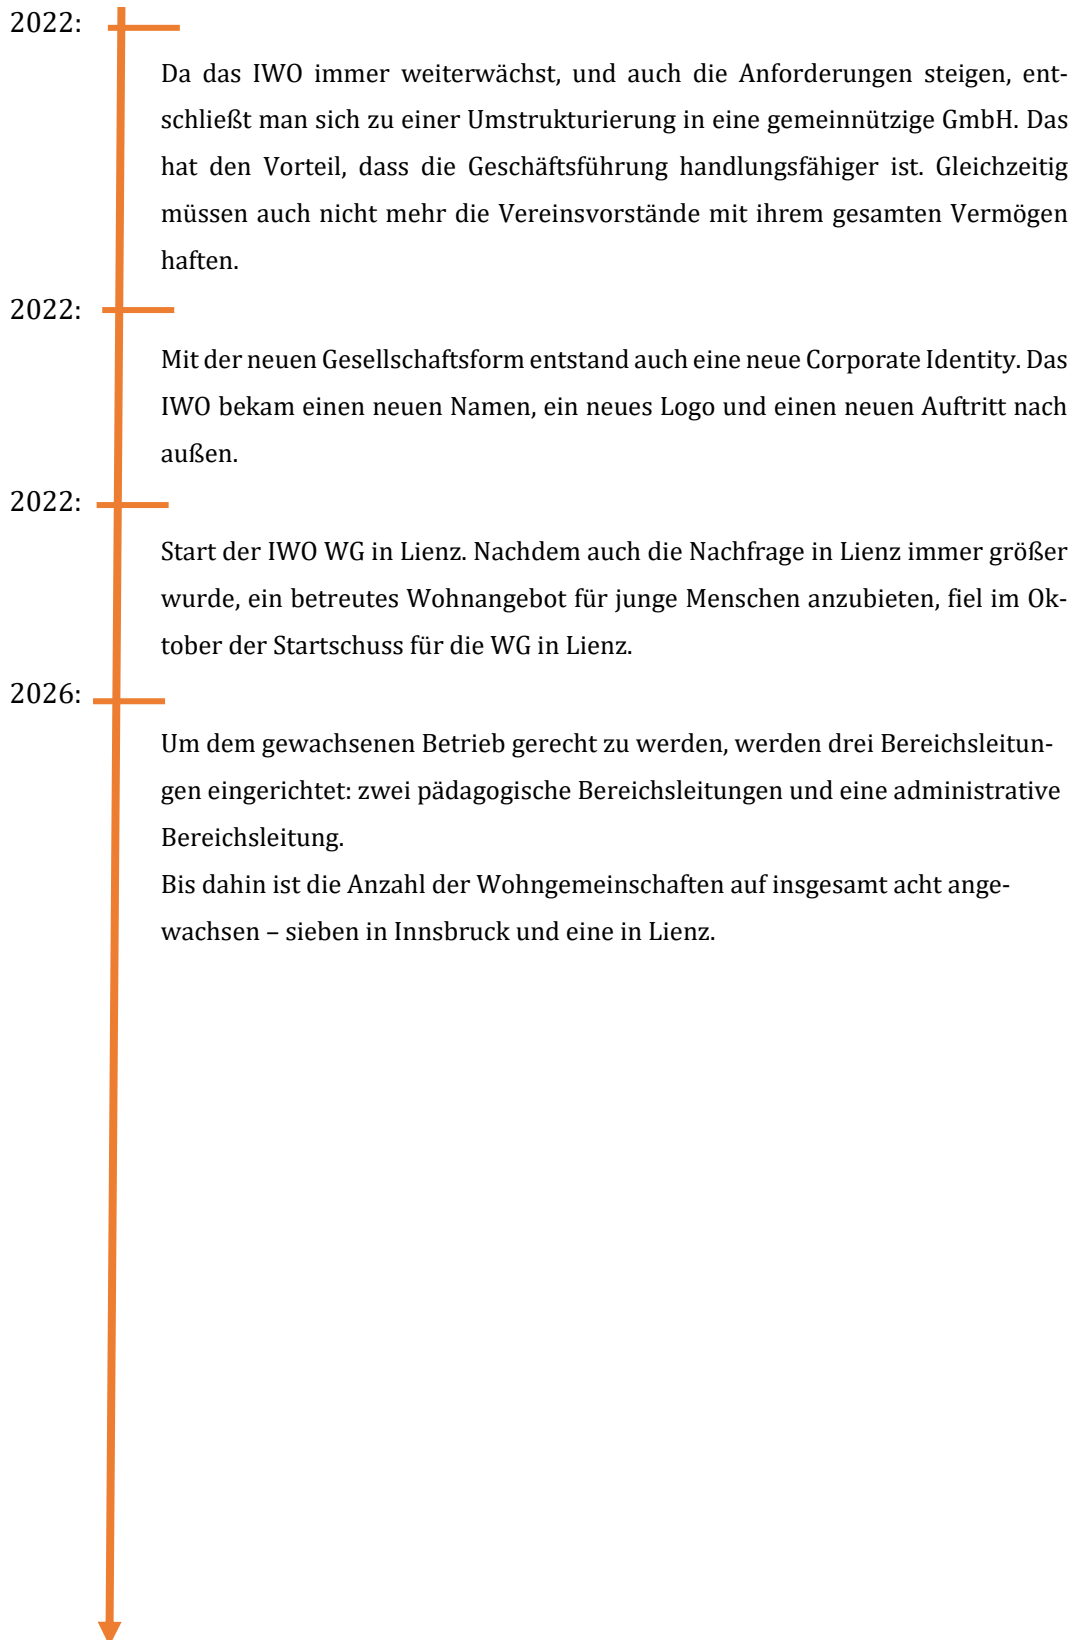 2022:
Da das IWO immer weiterwächst, und auch die Anforderungen steigen, ent-
schließt man sich zu einer Umstrukturierung in eine gemeinnützige GmbH. Das
hat den Vorteil, dass die Geschäftsführung handlungsfähiger ist. Gleichzeitig
müssen auch nicht mehr die Vereinsvorstände mit ihrem gesamten Vermögen
haften.
2022:
Mit der neuen Gesellschaftsform entstand auch eine neue Corporate Identity. Das
IWO bekam einen neuen Namen, ein neues Logo und einen neuen Auftritt nach
außen.
2022:
Start der IWO WG in Lienz. Nachdem auch die Nachfrage in Lienz immer größer
wurde, ein betreutes Wohnangebot für junge Menschen anzubieten, fiel im Ok-
tober der Startschuss für die WG in Lienz.
2026:
Um dem gewachsenen Betrieb gerecht zu werden, werden drei Bereichsleitun-
gen eingerichtet: zwei pädagogische Bereichsleitungen und eine administrative
Bereichsleitung.
Bis dahin ist die Anzahl der Wohngemeinschaften auf insgesamt acht ange-
wachsen – sieben in Innsbruck und eine in Lienz.